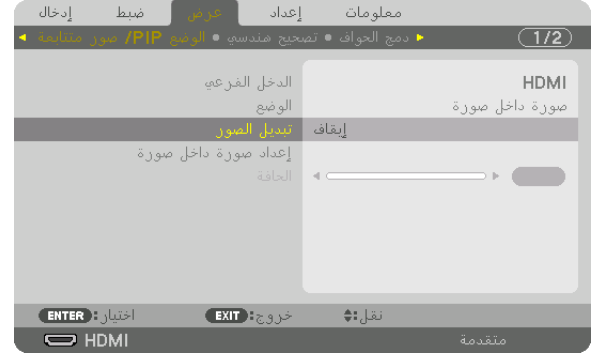 إدخال ضبط عرض إعداد معلومات
الوضع PIP/ صور متتابعة • تصحيح هندسي • دمج الحواف (1/2)
الدخل الفرعي HDMI
الوضع صورة داخل صورة
تبديل الصور إيقاف
إعداد صورة داخل صورة
الحافة
ENTER :اختيار EXIT :خروج نقل:
HDMI متقدمة